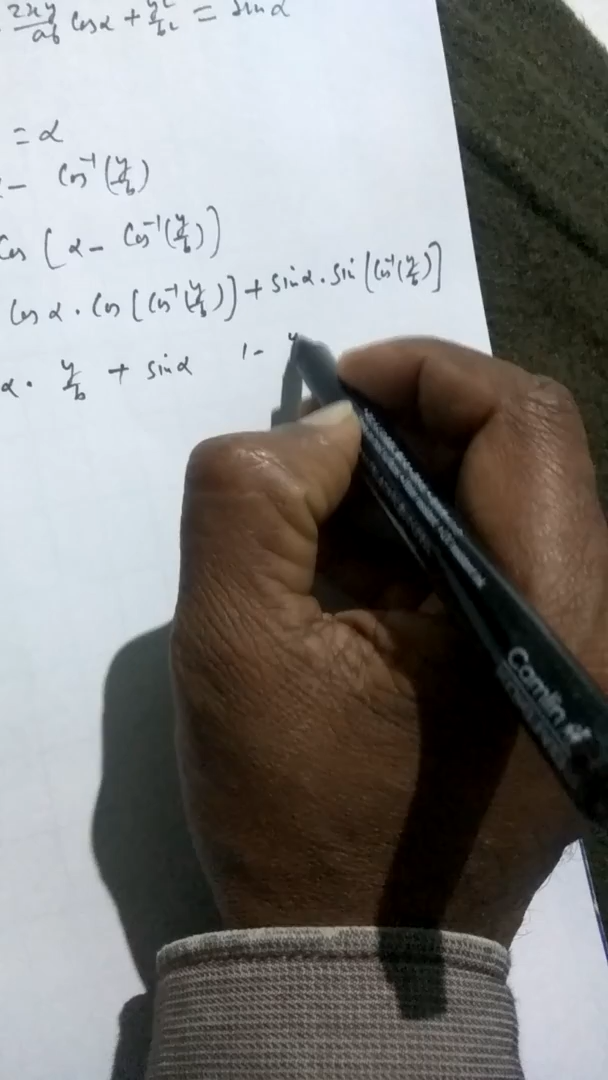 2xy/ab cosα + y²/b² = sin²α
= α
- Cos⁻¹(y/b)
Cos [α - Cos⁻¹(y/b)]
Cosα . Cos [Cos⁻¹(y/b)] + sinα . sin [Cos⁻¹(y/b)]
α . y/b + sinα 1 - y
Camlin